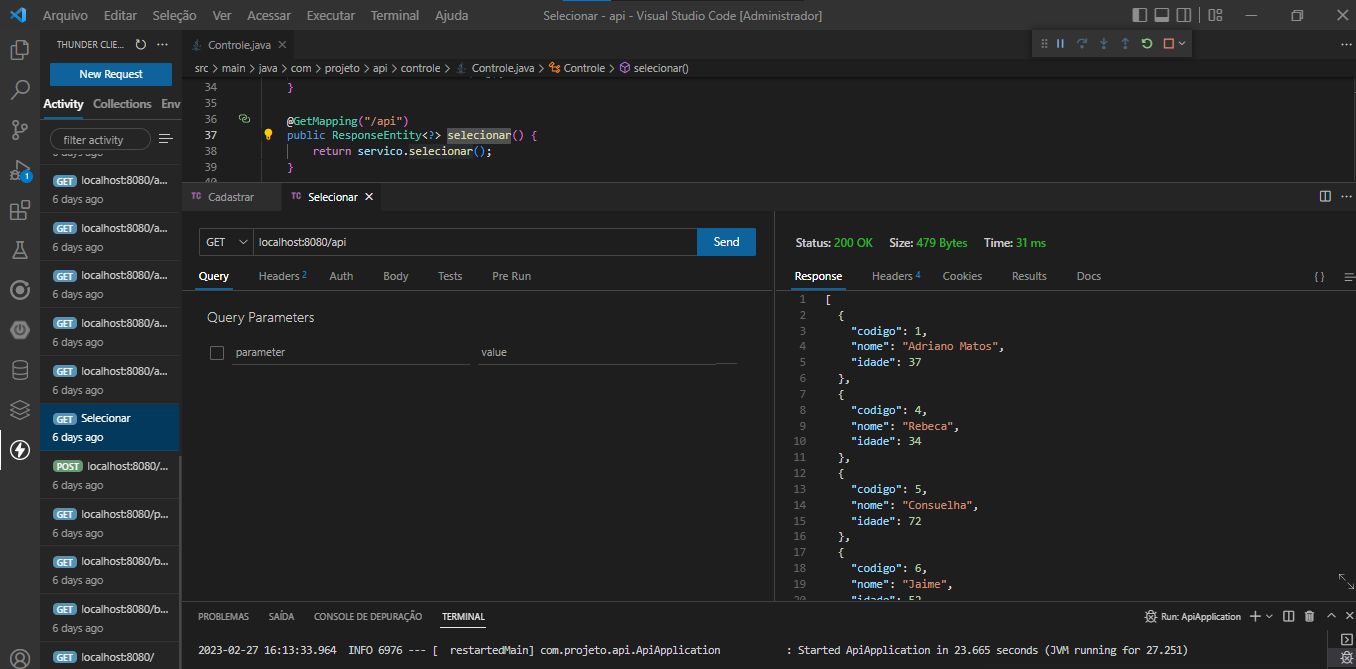 Arquivo Editar Seleção Ver Acessar Executar Terminal Ajuda
Selecionar - api - Visual Studio Code [Administrador]
THUNDER CLIE... ···
New Request
Activity Collections Env
filter activity
6 days ago
GET localhost:8080/a...
6 days ago
GET localhost:8080/a...
6 days ago
GET localhost:8080/a...
6 days ago
GET localhost:8080/a...
6 days ago
GET localhost:8080/a...
6 days ago
GET Selecionar
6 days ago
POST localhost:8080/...
6 days ago
GET localhost:8080/p...
6 days ago
GET localhost:8080/b...
6 days ago
GET localhost:8080/b...
6 days ago
GET localhost:8080/
1
Controle.java
src > main > java > com > projeto > api > controle > Controle.java > Controle > selecionar()
34 }
35
36 @GetMapping("/api")
37 public ResponseEntity<?> selecionar() {
38 return servico.selecionar();
39 }
40
TC Cadastrar TC Selecionar
GET localhost:8080/api Send
Query Headers 2 Auth Body Tests Pre Run
Query Parameters
parameter value
Status: 200 OK Size: 479 Bytes Time: 31 ms
Response Headers 4 Cookies Results Docs { }
1 [
2 {
3 "codigo": 1,
4 "nome": "Adriano Matos",
5 "idade": 37
6 },
7 {
8 "codigo": 4,
9 "nome": "Rebeca",
10 "idade": 34
11 },
12 {
13 "codigo": 5,
14 "nome": "Consuelha",
15 "idade": 72
16 },
17 {
18 "codigo": 6,
19 "nome": "Jaime",
20 "idade": 52
PROBLEMAS SAÍDA CONSOLE DE DEPURAÇÃO TERMINAL
Run: ApiApplication
2023-02-27 16:13:33.964 INFO 6976 --- [ restartedMain] com.projeto.api.ApiApplication : Started ApiApplication in 23.665 seconds (JVM running for 27.251)